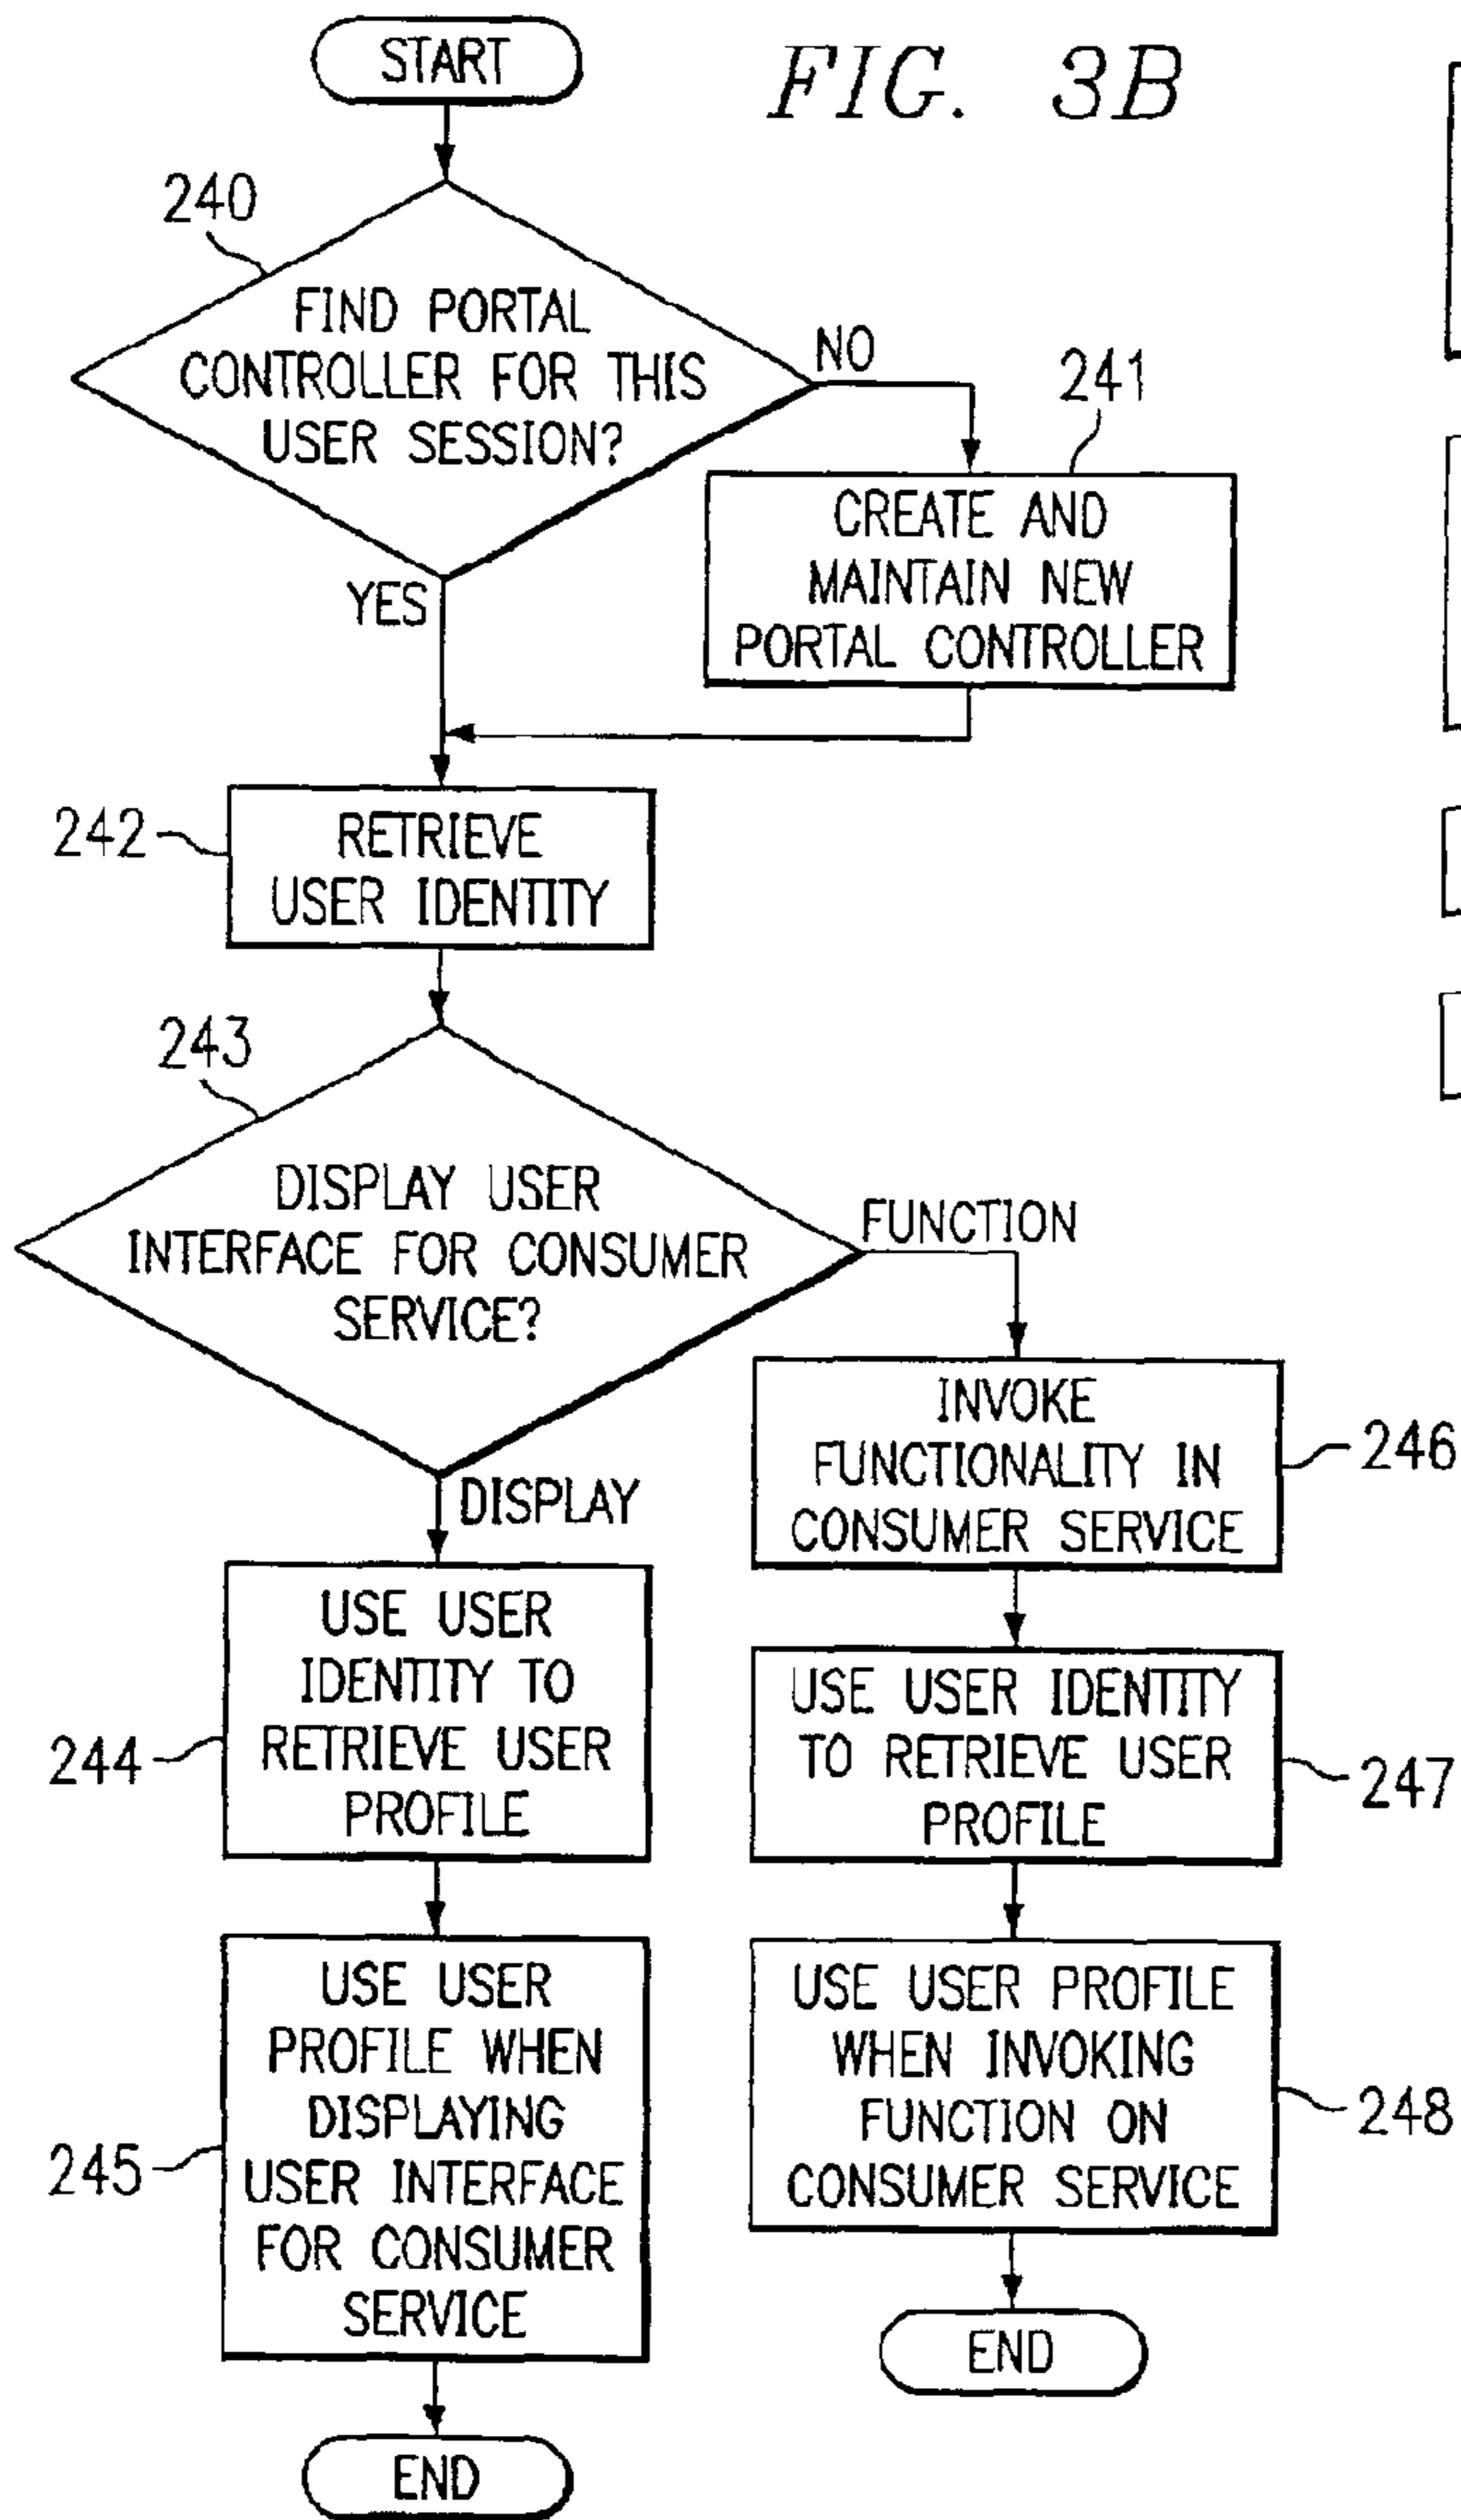 START
FIG. 3B
240
FIND PORTAL
CONTROLLER FOR THIS
USER SESSION?
NO
241
CREATE AND
MAINTAIN NEW
PORTAL CONTROLLER
YES
242
RETRIEVE
USER IDENTITY
243
DISPLAY USER
INTERFACE FOR CONSUMER
SERVICE?
FUNCTION
DISPLAY
INVOKE
FUNCTIONALITY IN
CONSUMER SERVICE
246
244
USE USER
IDENTITY TO
RETRIEVE USER
PROFILE
USE USER IDENTITY
TO RETRIEVE USER
PROFILE
247
245
USE USER
PROFILE WHEN
DISPLAYING
USER INTERFACE
FOR CONSUMER
SERVICE
USE USER PROFILE
WHEN INVOKING
FUNCTION ON
CONSUMER SERVICE
248
END
END